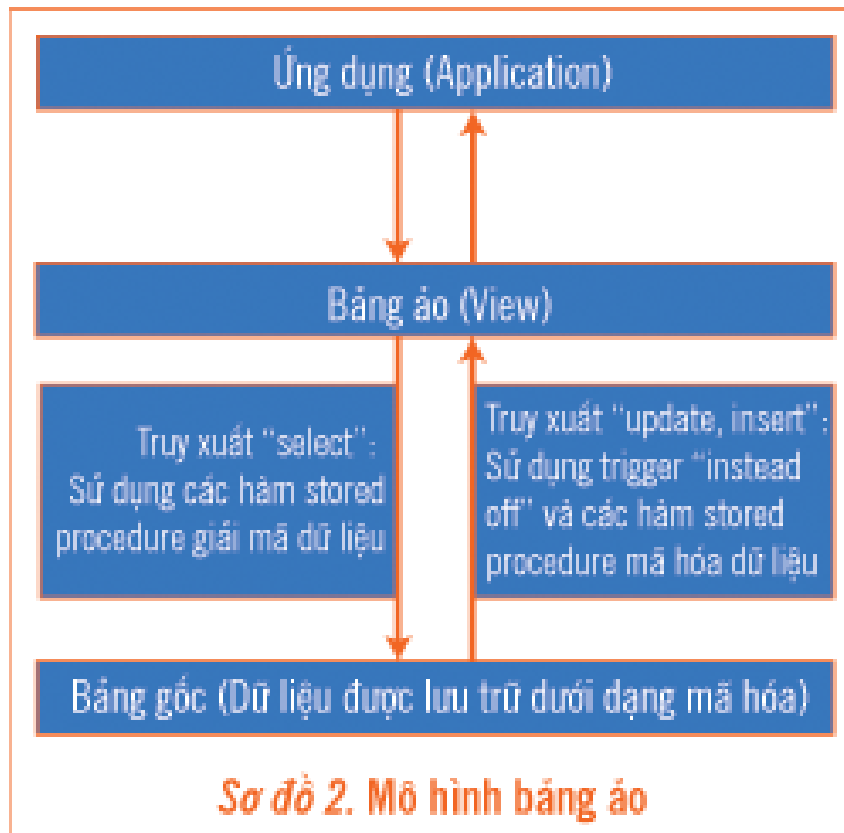 Ứng dụng (Application)
Bảng ảo (View)
Truy xuất “select”:
Sử dụng các hàm stored
procedure giải mã dữ liệu
Truy xuất “update, insert”:
Sử dụng trigger “instead
off” và các hàm stored
procedure mã hóa dữ liệu
Bảng gốc (Dữ liệu được lưu trữ dưới dạng mã hóa)
Sơ đồ 2. Mô hình bảng ảo